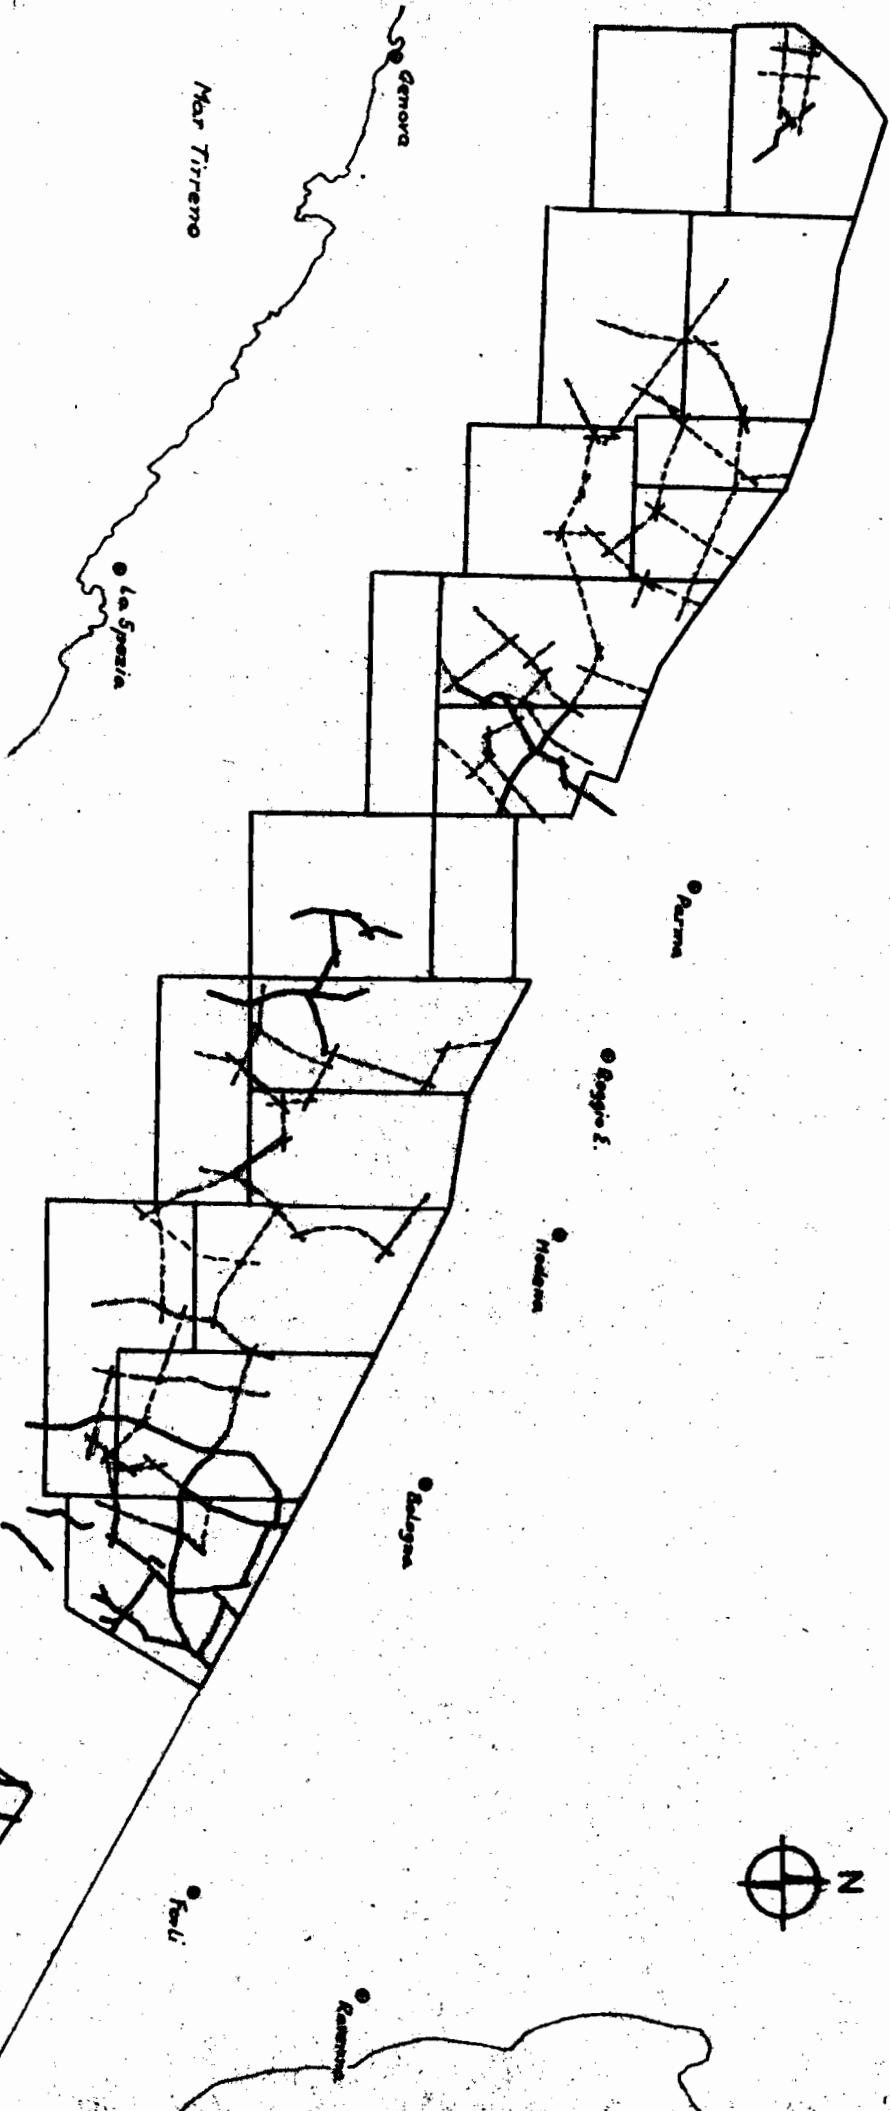 Genova
Mar Tirreno
La Spezia
Parma
Reggio E.
Modena
Bologna
N
Forlì
Ravenna